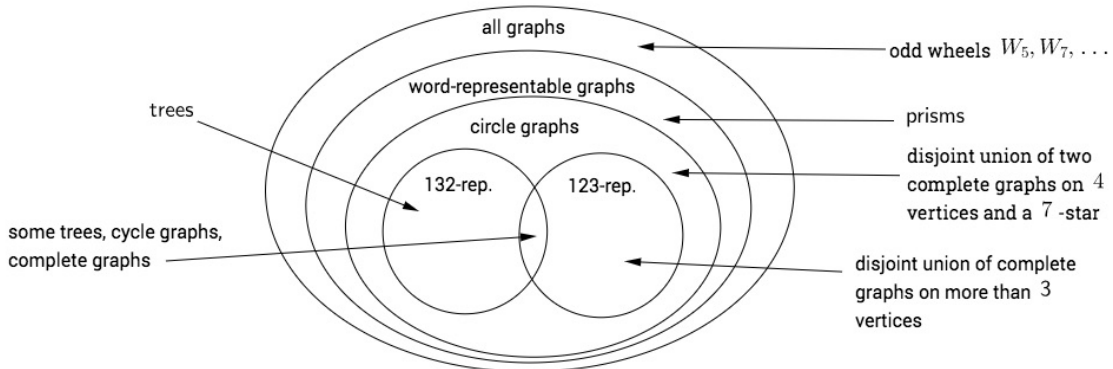 all graphs
odd wheels W₅, W₇, . . .
word-representable graphs
trees
prisms
circle graphs
disjoint union of two
complete graphs on 4
vertices and a 7 -star
132-rep.
123-rep.
some trees, cycle graphs,
complete graphs
disjoint union of complete
graphs on more than 3
vertices